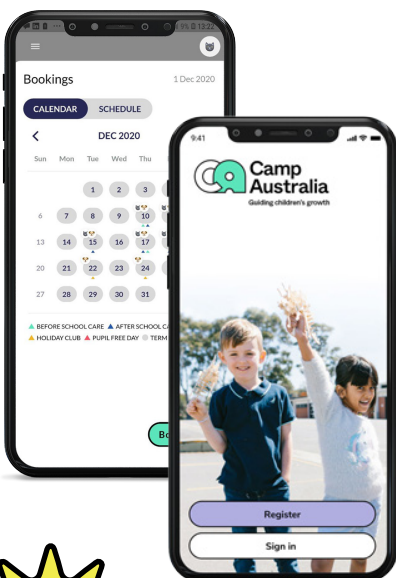 13:22
Bookings
1 Dec 2020
CALENDAR SCHEDULE
DEC 2020
Sun Mon Tue Wed Thu
1 2 3
6 7 8 9 10
13 14 15 16 17
20 21 22 23 24
27 28 29 30 31
BEFORE SCHOOL CARE AFTER SCHOOL
HOLIDAY CLUB PUPIL FREE DAY TERM
9:41
Camp
Australia
Guiding children's growth
Register
Sign in